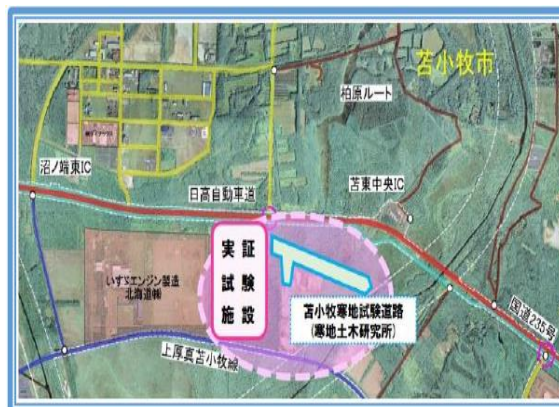 苫小牧市
柏原ルート
沼ノ端東IC
日高自動車道
苫東中央IC
実証
試験
施設
いすゞエンジン製造
北海道㈱
苫小牧寒地試験道路
(寒地土木研究所)
国道235号
上厚真苫小牧線